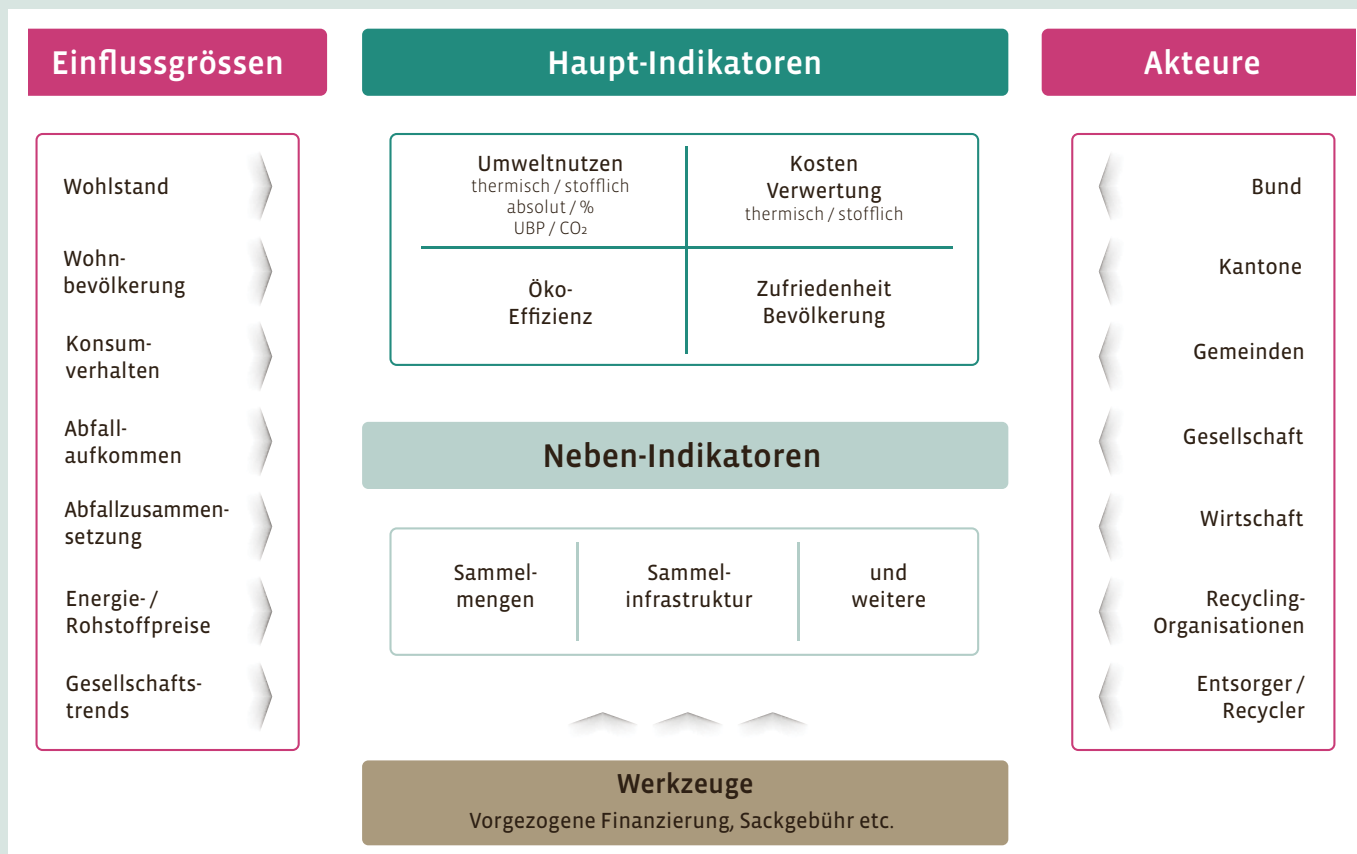 Einflussgrössen
Wohlstand
Wohn-
bevölkerung
Konsum-
verhalten
Abfall-
aufkommen
Abfallzusammen-
setzung
Energie- /
Rohstoffpreise
Gesellschafts-
trends
Haupt-Indikatoren
Umweltnutzen
thermisch / stofflich
absolut / %
UBP / CO₂
Kosten
Verwertung
thermisch / stofflich
Öko-
Effizienz
Zufriedenheit
Bevölkerung
Neben-Indikatoren
Sammel-
mengen
Sammel-
infrastruktur
und
weitere
Werkzeuge
Vorgezogene Finanzierung, Sackgebühr etc.
Akteure
Bund
Kantone
Gemeinden
Gesellschaft
Wirtschaft
Recycling-
Organisationen
Entsorger /
Recycler